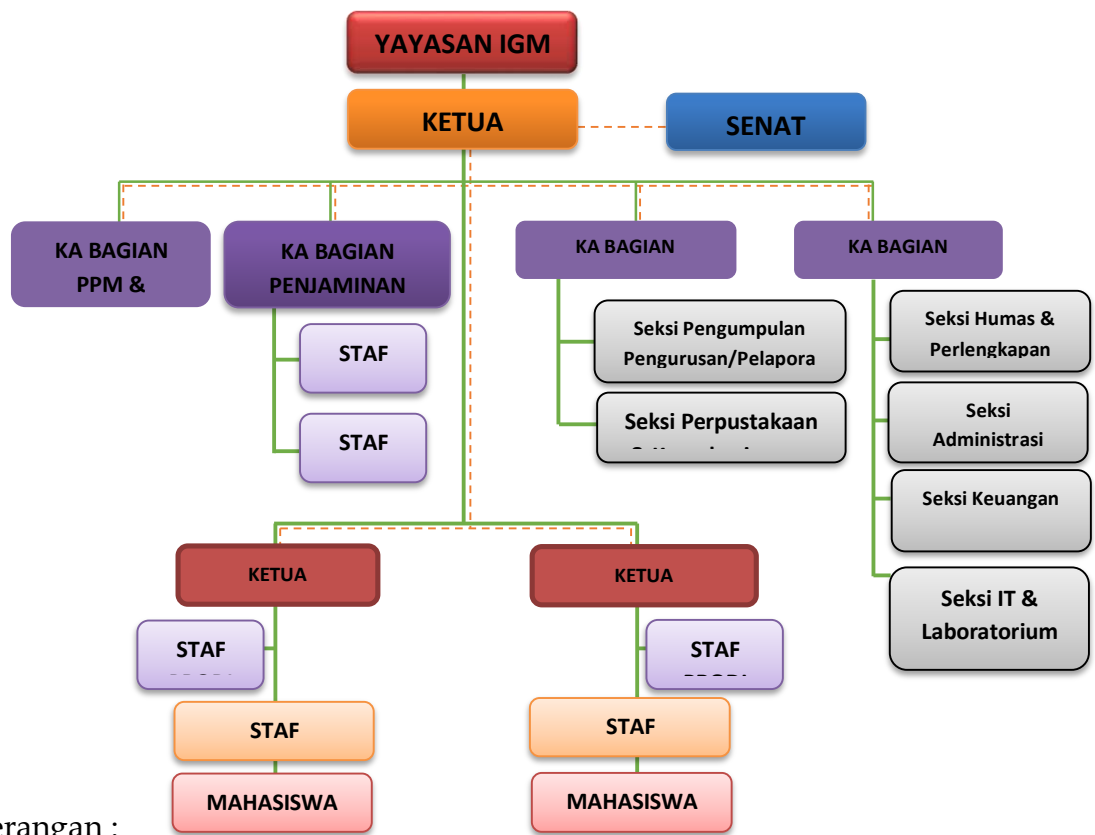 YAYASAN IGM
KETUA
SENAT
KA BAGIAN
PPM &
KA BAGIAN
PENJAMINAN
KA BAGIAN
KA BAGIAN
STAF
STAF
Seksi Pengumpulan
Pengurusan/Pelapora
Seksi Perpustakaan
Seksi Humas &
Perlengkapan
Seksi
Administrasi
Seksi Keuangan
Seksi IT &
Laboratorium
KETUA
KETUA
STAF
STAF
STAF
STAF
MAHASISWA
MAHASISWA
erangan :